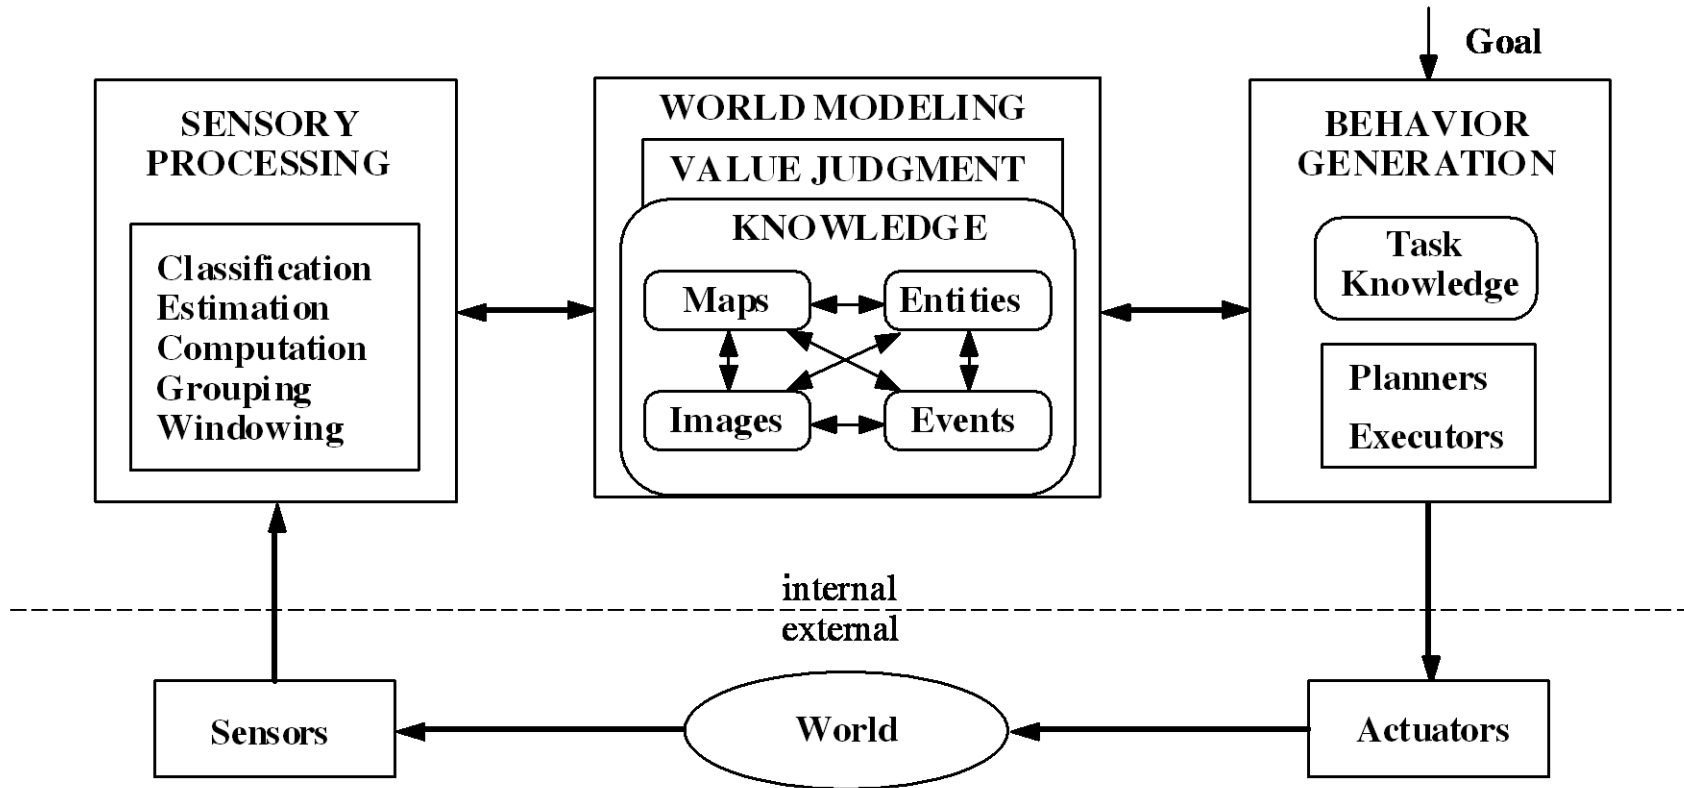 Goal
SENSORY
PROCESSING
Classification
Estimation
Computation
Grouping
Windowing
WORLD MODELING
VALUE JUDGMENT
KNOWLEDGE
Maps
Entities
Images
Events
BEHAVIOR
GENERATION
Task
Knowledge
Planners
Executors
internal
external
Sensors
World
Actuators